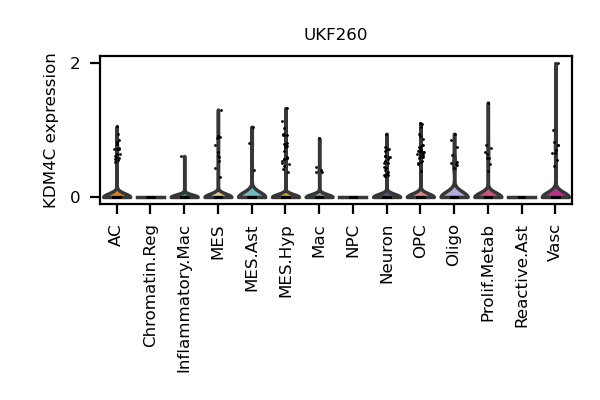 UKF260
KDM4C expression
2
0
AC
Chromatin.Reg
Inflammatory.Mac
MES
MES.Ast
MES.Hyp
Mac
NPC
Neuron
OPC
Oligo
Prolif.Metab
Reactive.Ast
Vasc